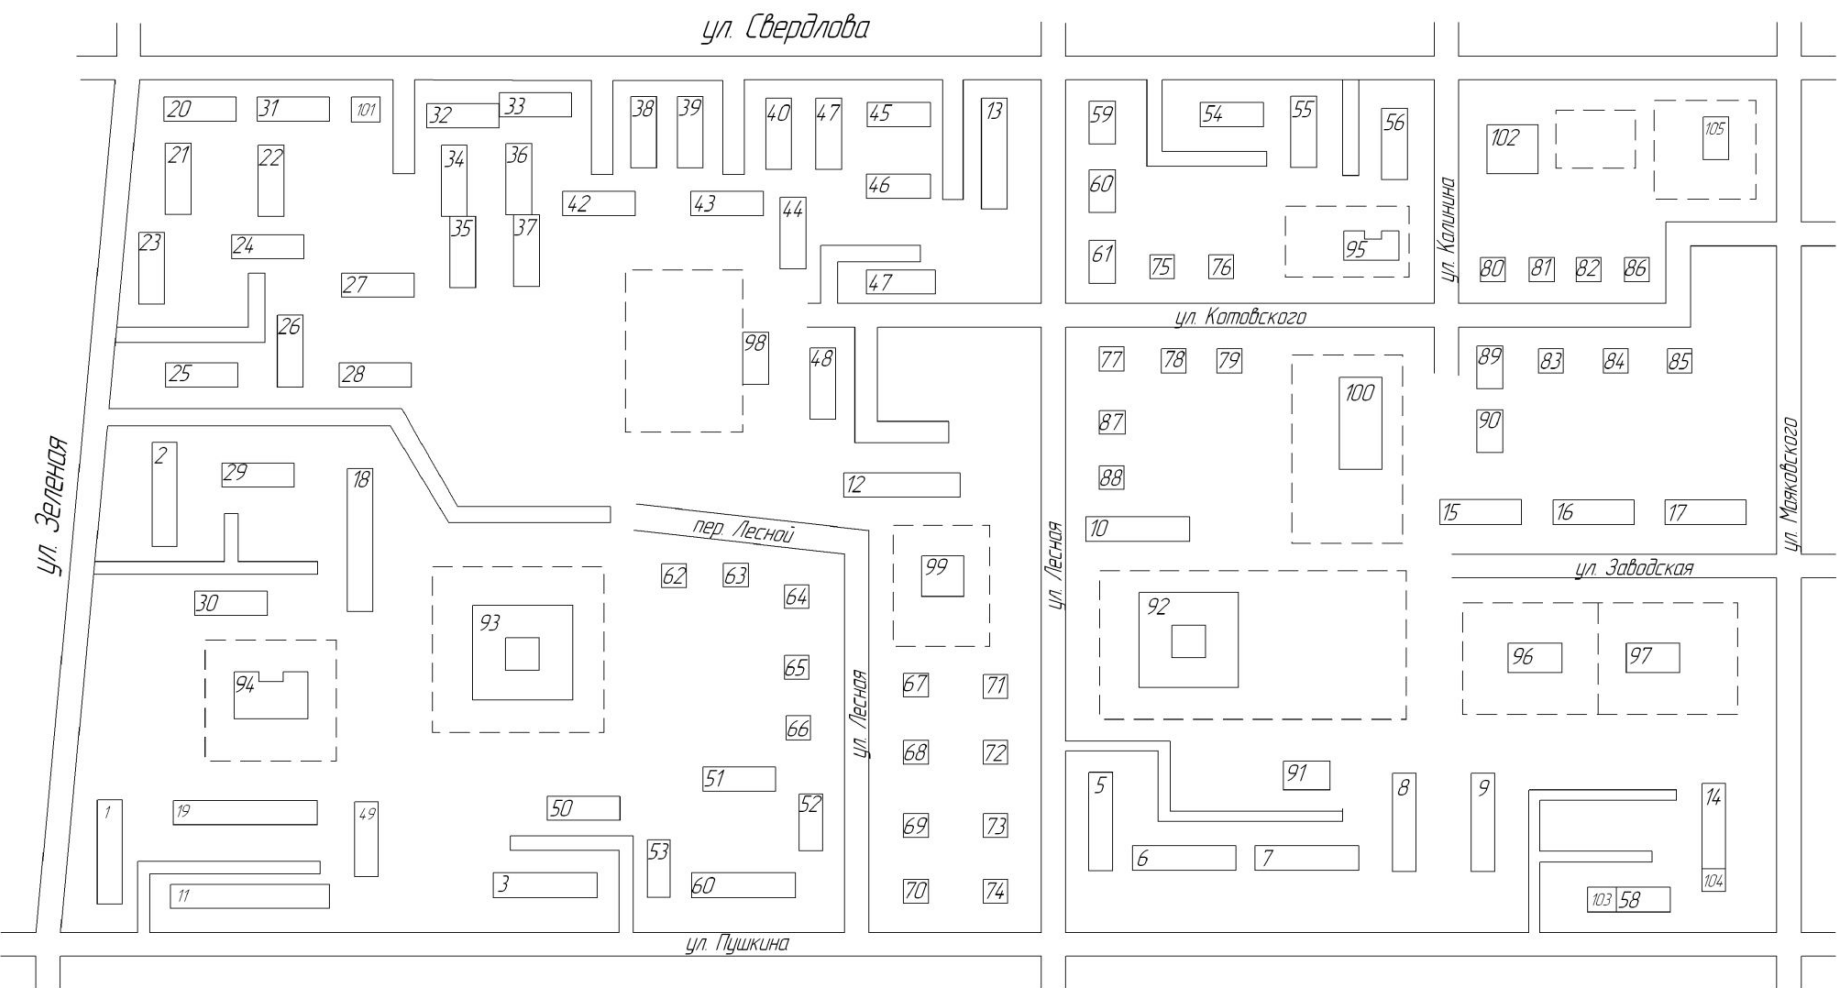 ул. Свердлова
20 31 101 32 33 38 39 40 47 45 13 59 54 55 56 102 105
21 22 34 36 46 60
42 43 44
23 24 35 37 61 75 76 95 ул. Калинина 80 81 82 86
27 47
26 ул. Котовского
98 48 77 78 79 89 83 84 85
25 28 100
87 90
2 29 18 12 88
15 16 17
ул. Зеленая пер. Лесной ул. Лесная 10 ул. Маяковского
99 ул. Заводская
62 63 64
30 93 92
65 96 97
94 67 71
66 ул. Лесная 68 72
51 91
1 19 49 50 52 5 8 9 14
69 73
53 6 7
11 3 60 70 74 104
103 58
ул. Пушкина